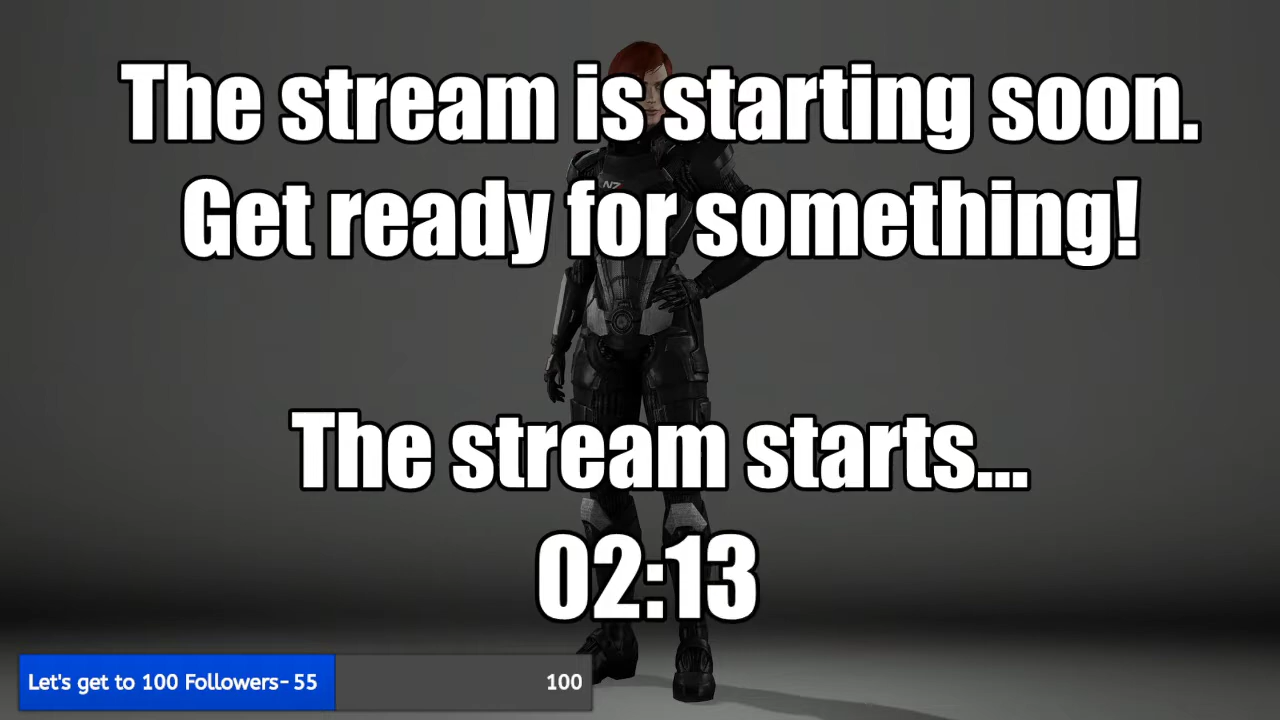 The stream is starting soon.
Get ready for something!
N7
The stream starts...
02:13
Let's get to 100 Followers- 55 100